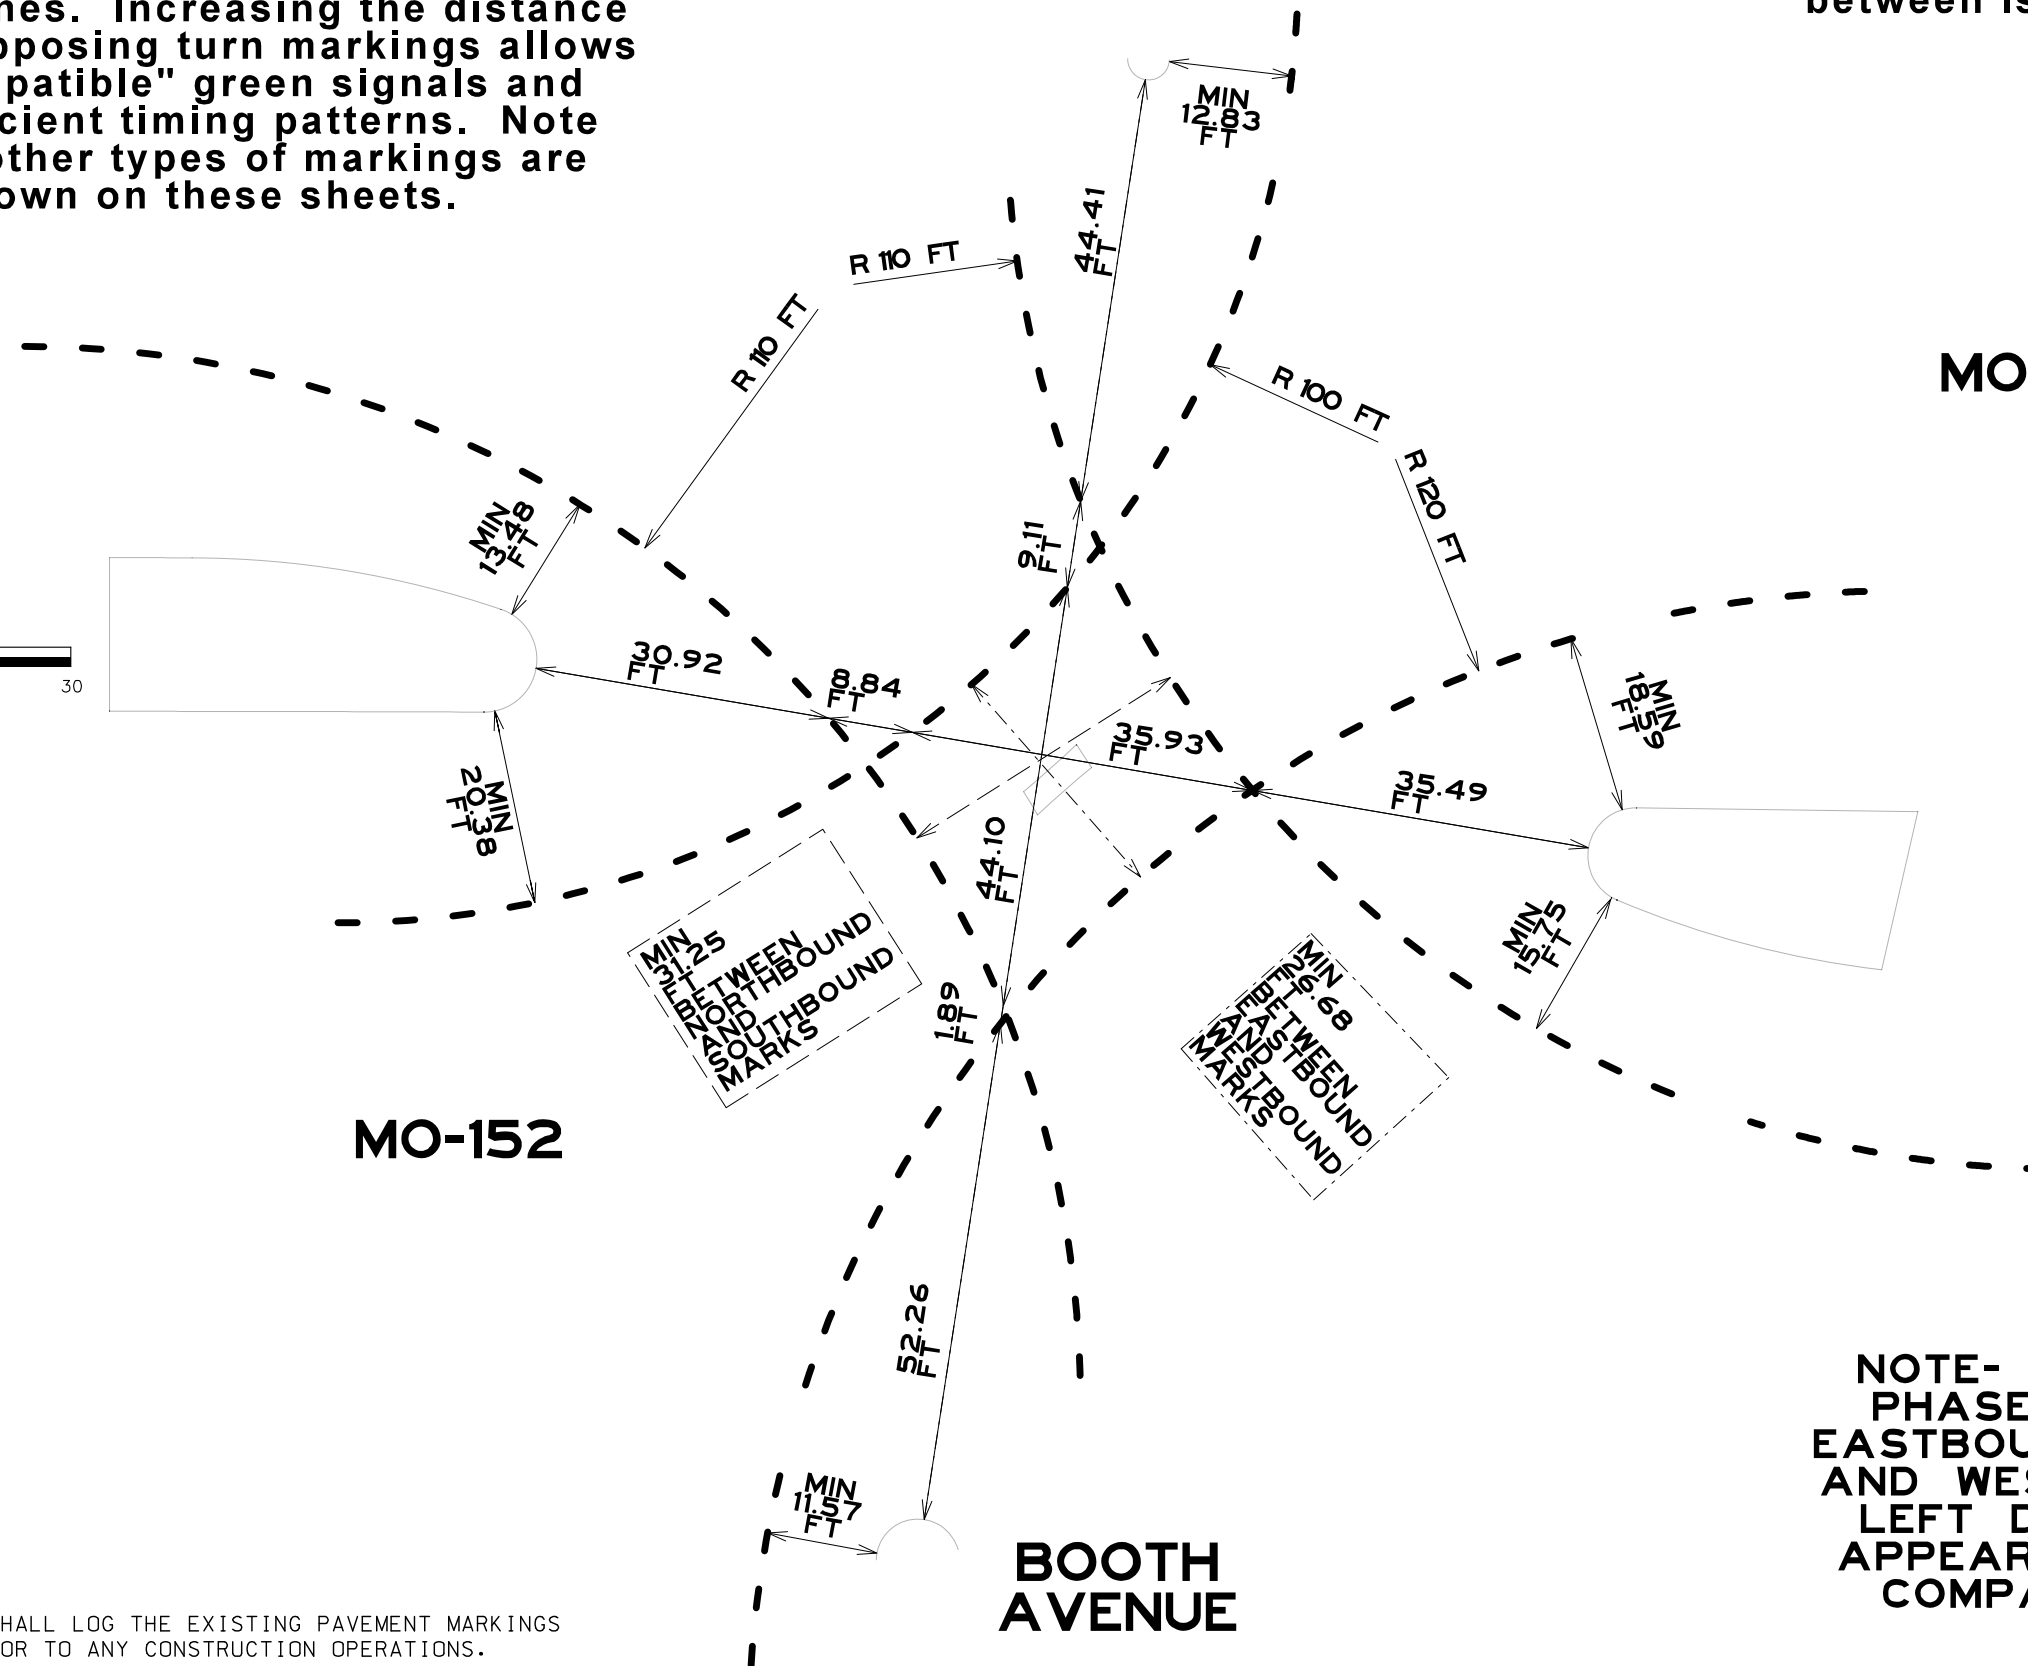 nes. Increasing the distance
pposing turn markings allows
patible" green signals and
cient timing patterns. Note
other types of markings are
own on these sheets.
between is
MIN
12.83
FT
44.41
FT
R 110 FT
R 110 FT
MO
R 100 FT
R 120 FT
MIN
13.48
FT
9.11
FT
30
30.92
FT
8.84
FT
35.93
FT
35.49
FT
MIN
18.59
FT
MIN
20.38
FT
44.10
FT
MIN
15.75
FT
MIN
31.25
FT
BETWEEN
NORTHBOUND
AND
SOUTHBOUND
MARKS
1.89
FT
MIN
26.68
FT
BETWEEN
EASTBOUND
AND
WESTBOUND
MARKS
MO-152
52.26
FT
MIN
11.57
FT
BOOTH
AVENUE
NOTE-
PHASE
EASTBOU
AND WES
LEFT D
APPEAR
COMPA
HALL LOG THE EXISTING PAVEMENT MARKINGS
OR TO ANY CONSTRUCTION OPERATIONS.